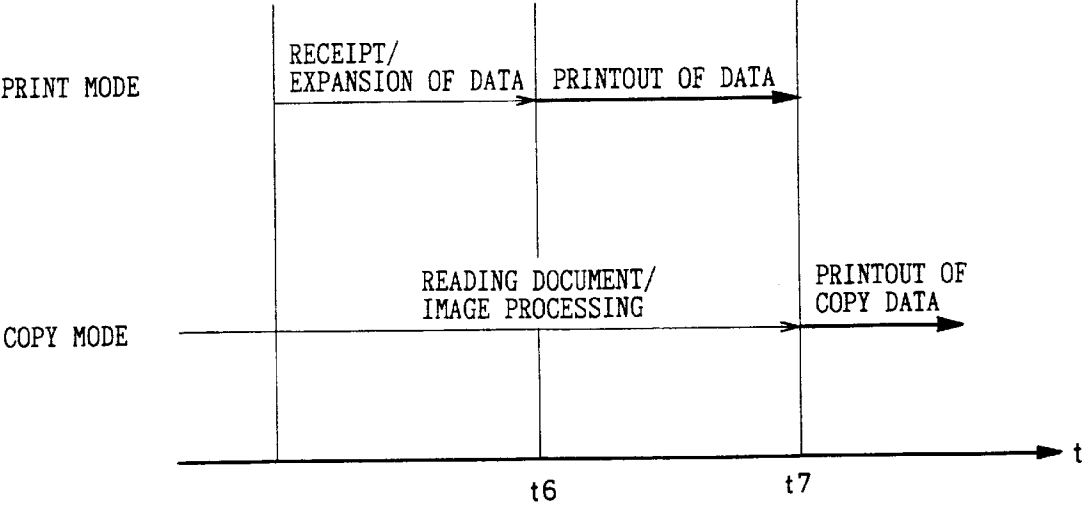 RECEIPT/
EXPANSION OF DATA
PRINTOUT OF DATA
PRINT MODE
READING DOCUMENT/
IMAGE PROCESSING
PRINTOUT OF
COPY DATA
COPY MODE
t
t6
t7